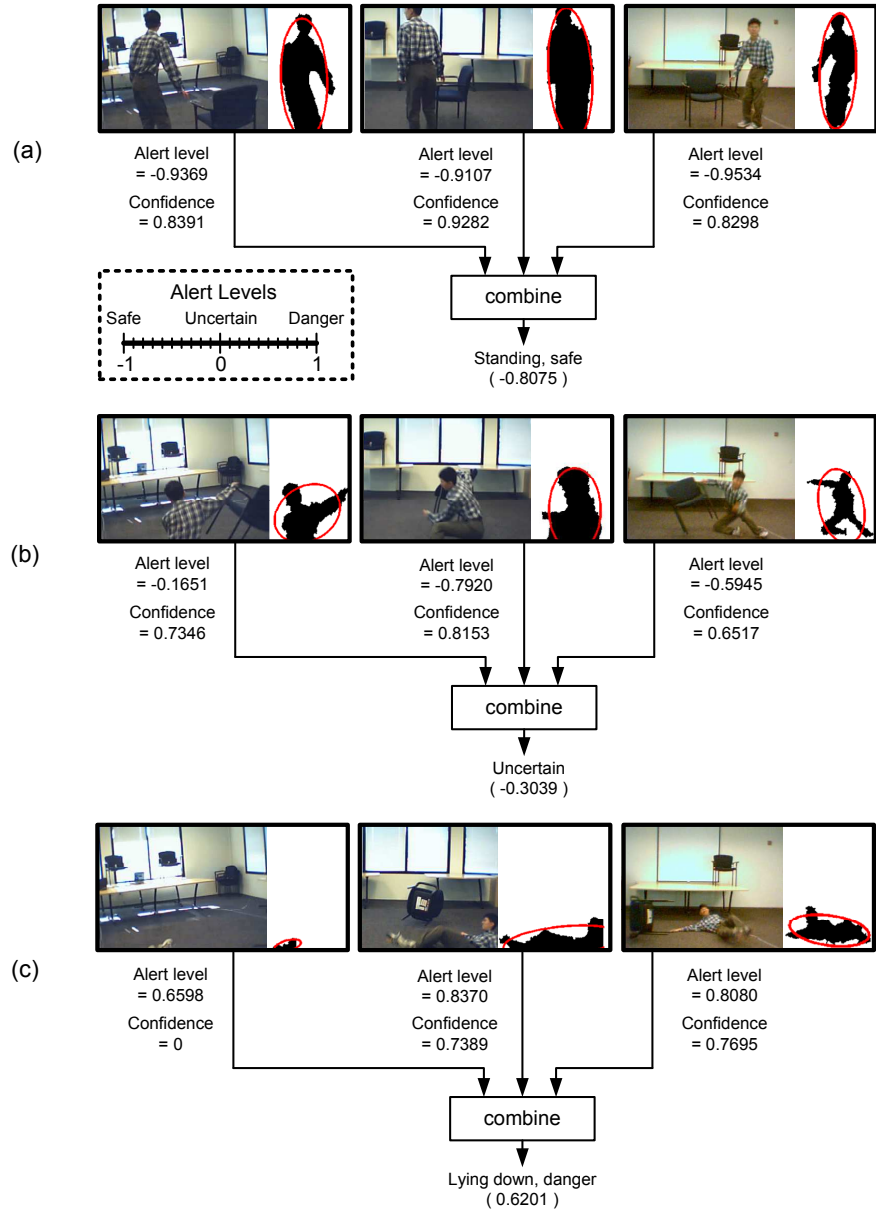 (a)
Alert level
= -0.9369
Confidence
= 0.8391
Alert level
= -0.9107
Confidence
= 0.9282
Alert level
= -0.9534
Confidence
= 0.8298
combine
Standing, safe
( -0.8075 )
Alert Levels
Safe Uncertain Danger
-1 0 1
(b)
Alert level
= -0.1651
Confidence
= 0.7346
Alert level
= -0.7920
Confidence
= 0.8153
Alert level
= -0.5945
Confidence
= 0.6517
combine
Uncertain
( -0.3039 )
(c)
Alert level
= 0.6598
Confidence
= 0
Alert level
= 0.8370
Confidence
= 0.7389
Alert level
= 0.8080
Confidence
= 0.7695
combine
Lying down, danger
( 0.6201 )